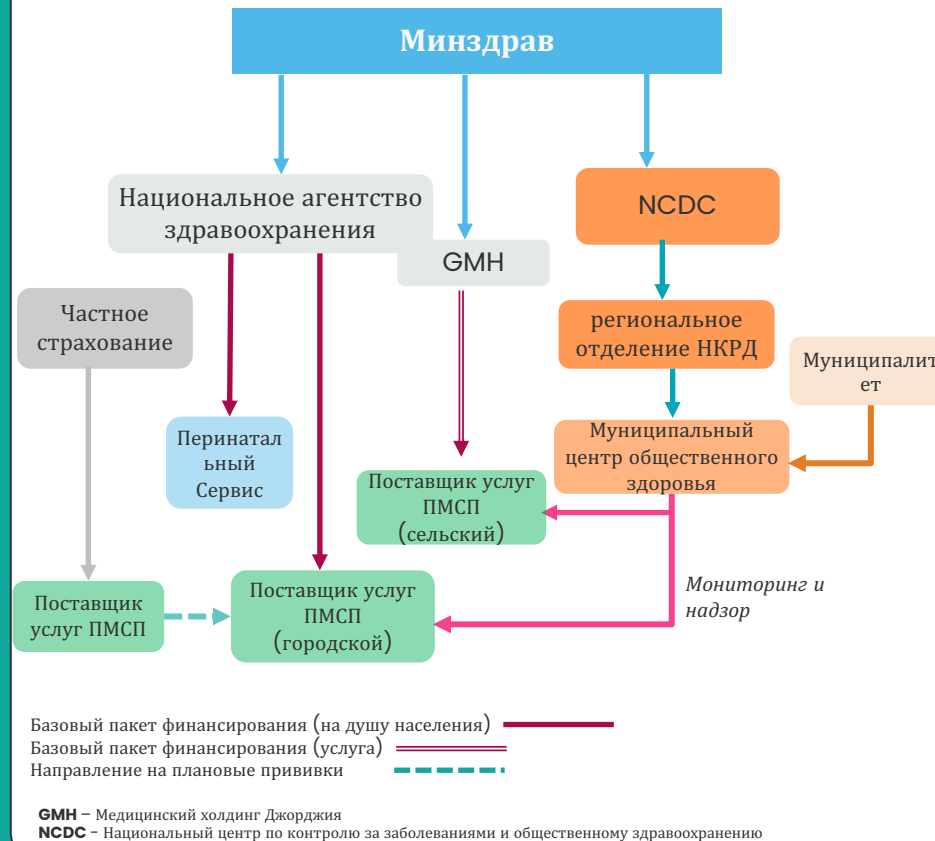 Минздрав
Национальное агентство
здравоохранения
NCDC
GMH
Частное
страхование
региональное
отделение НКРД
Муниципалит
ет
Перинатал
ьный
Сервис
Муниципальный
центр общественного
здоровья
Поставщик услуг
ПМСП
(сельский)
Поставщик
услуг ПМСП
Поставщик услуг
ПМСП
(городской)
Мониторинг и
надзор
Базовый пакет финансирования (на душу населения)
Базовый пакет финансирования (услуга)
Направление на плановые прививки
GMH – Медицинский холдинг Джорджия
NCDC - Национальный центр по контролю за заболеваниями и общественному здравоохранению